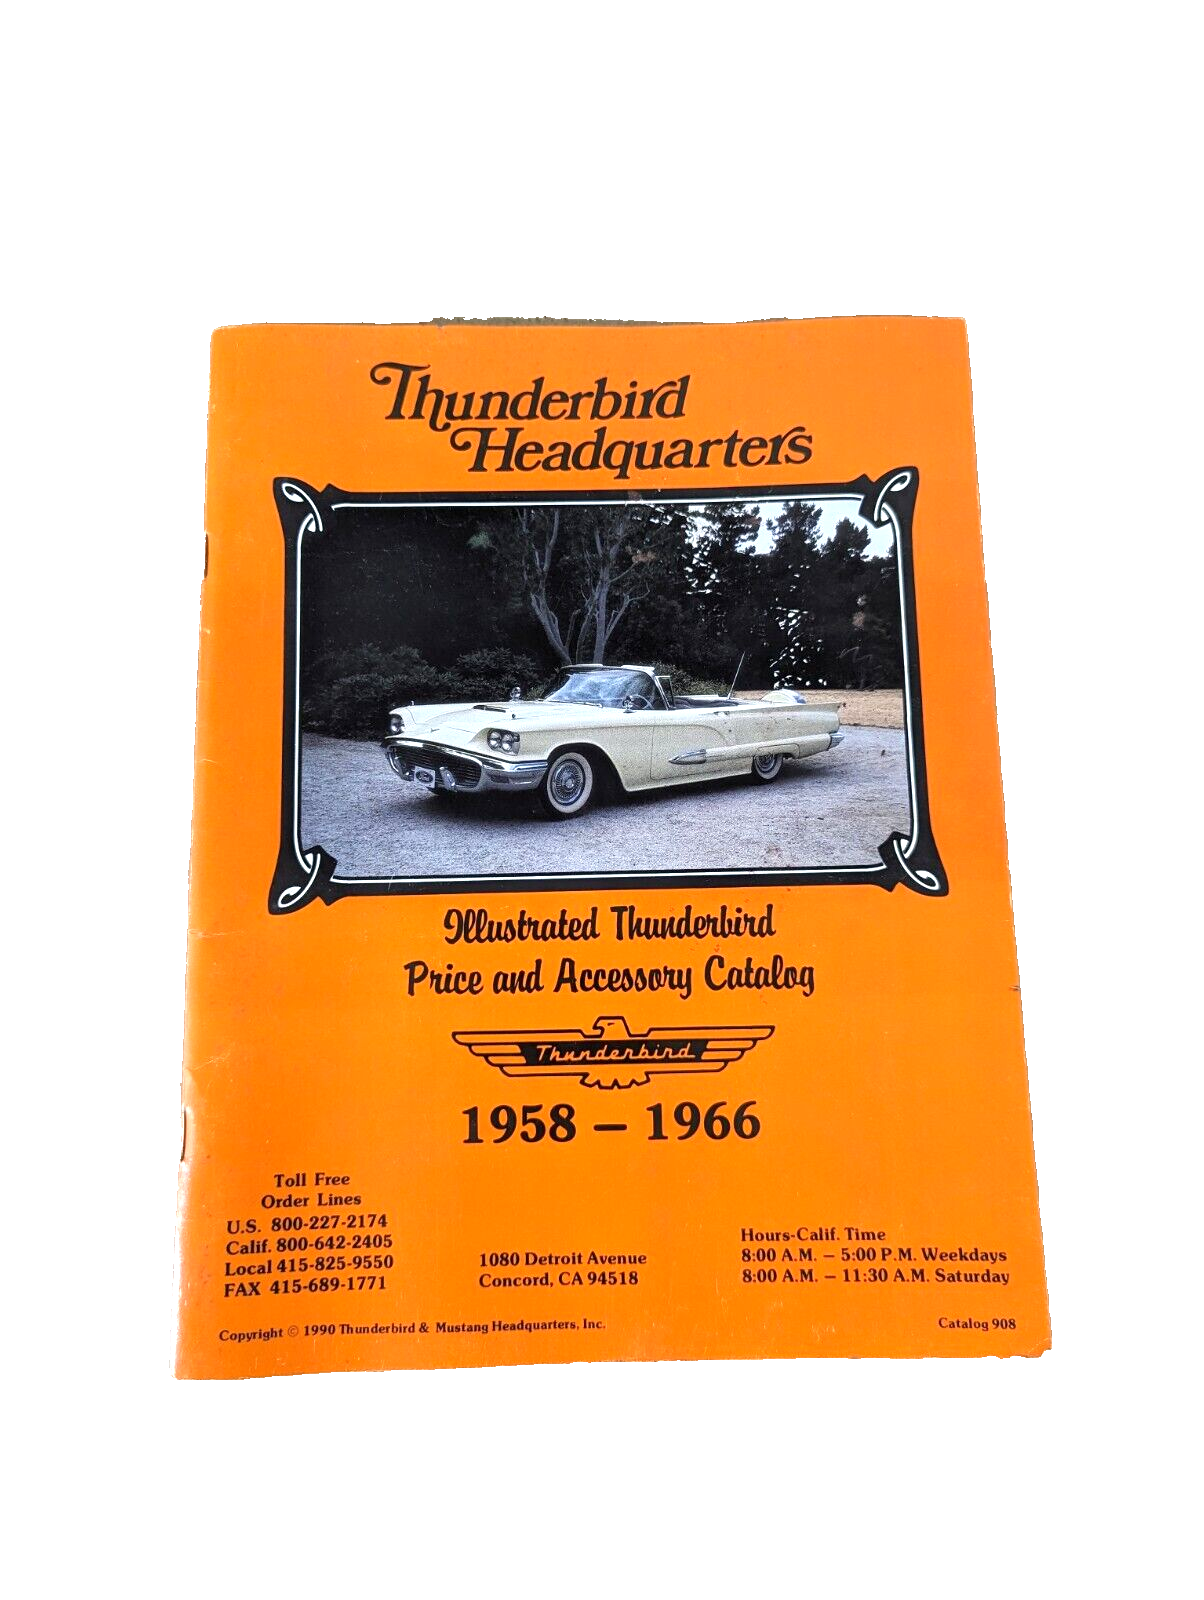 Thunderbird
Headquarters
Illustrated Thunderbird
Price and Accessory Catalog
Thunderbird
1958 – 1966
Toll Free
Order Lines
U.S. 800-227-2174
Calif. 800-642-2405
Local 415-825-9550
FAX 415-689-1771
1080 Detroit Avenue
Concord, CA 94518
Hours-Calif. Time
8:00 A.M. – 5:00 P.M. Weekdays
8:00 A.M. – 11:30 A.M. Saturday
Copyright © 1990 Thunderbird & Mustang Headquarters, Inc.
Catalog 908